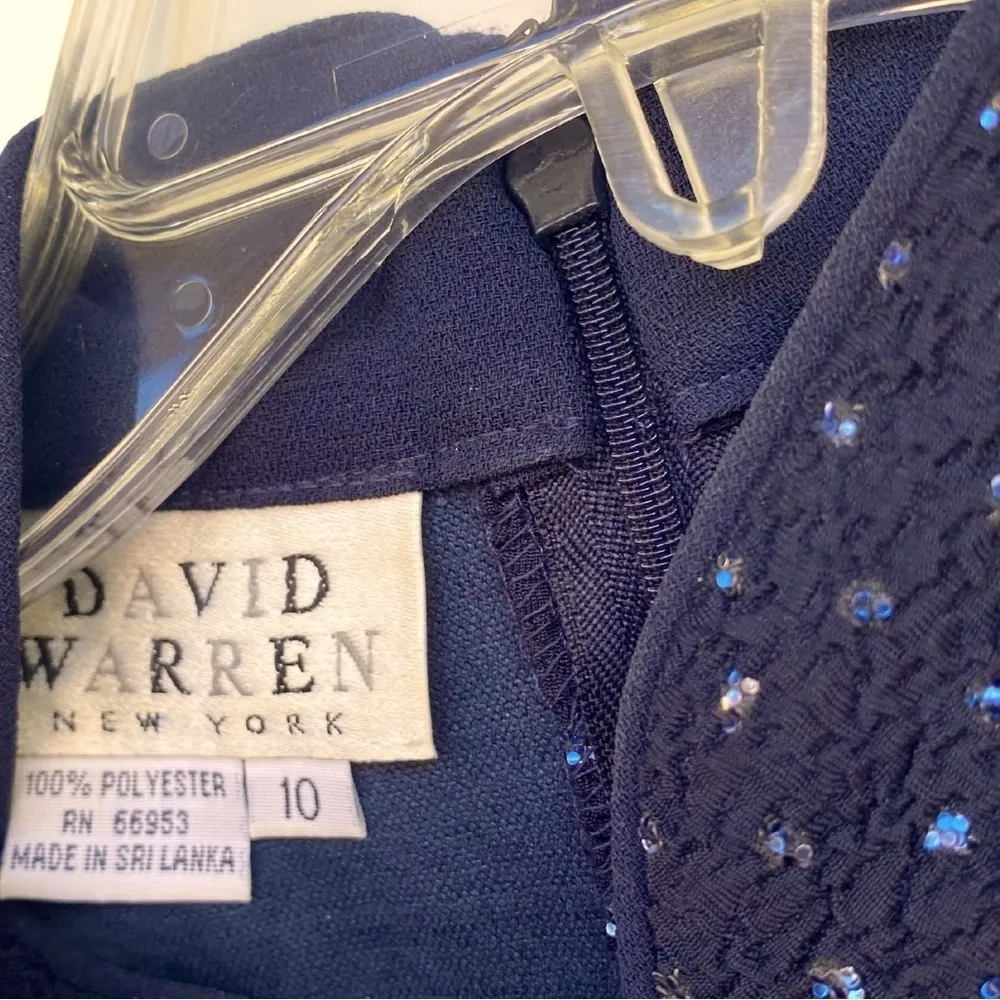 DAVID
WARREN
NEW YORK
100% POLYESTER
RN 66953
MADE IN SRI LANKA
10